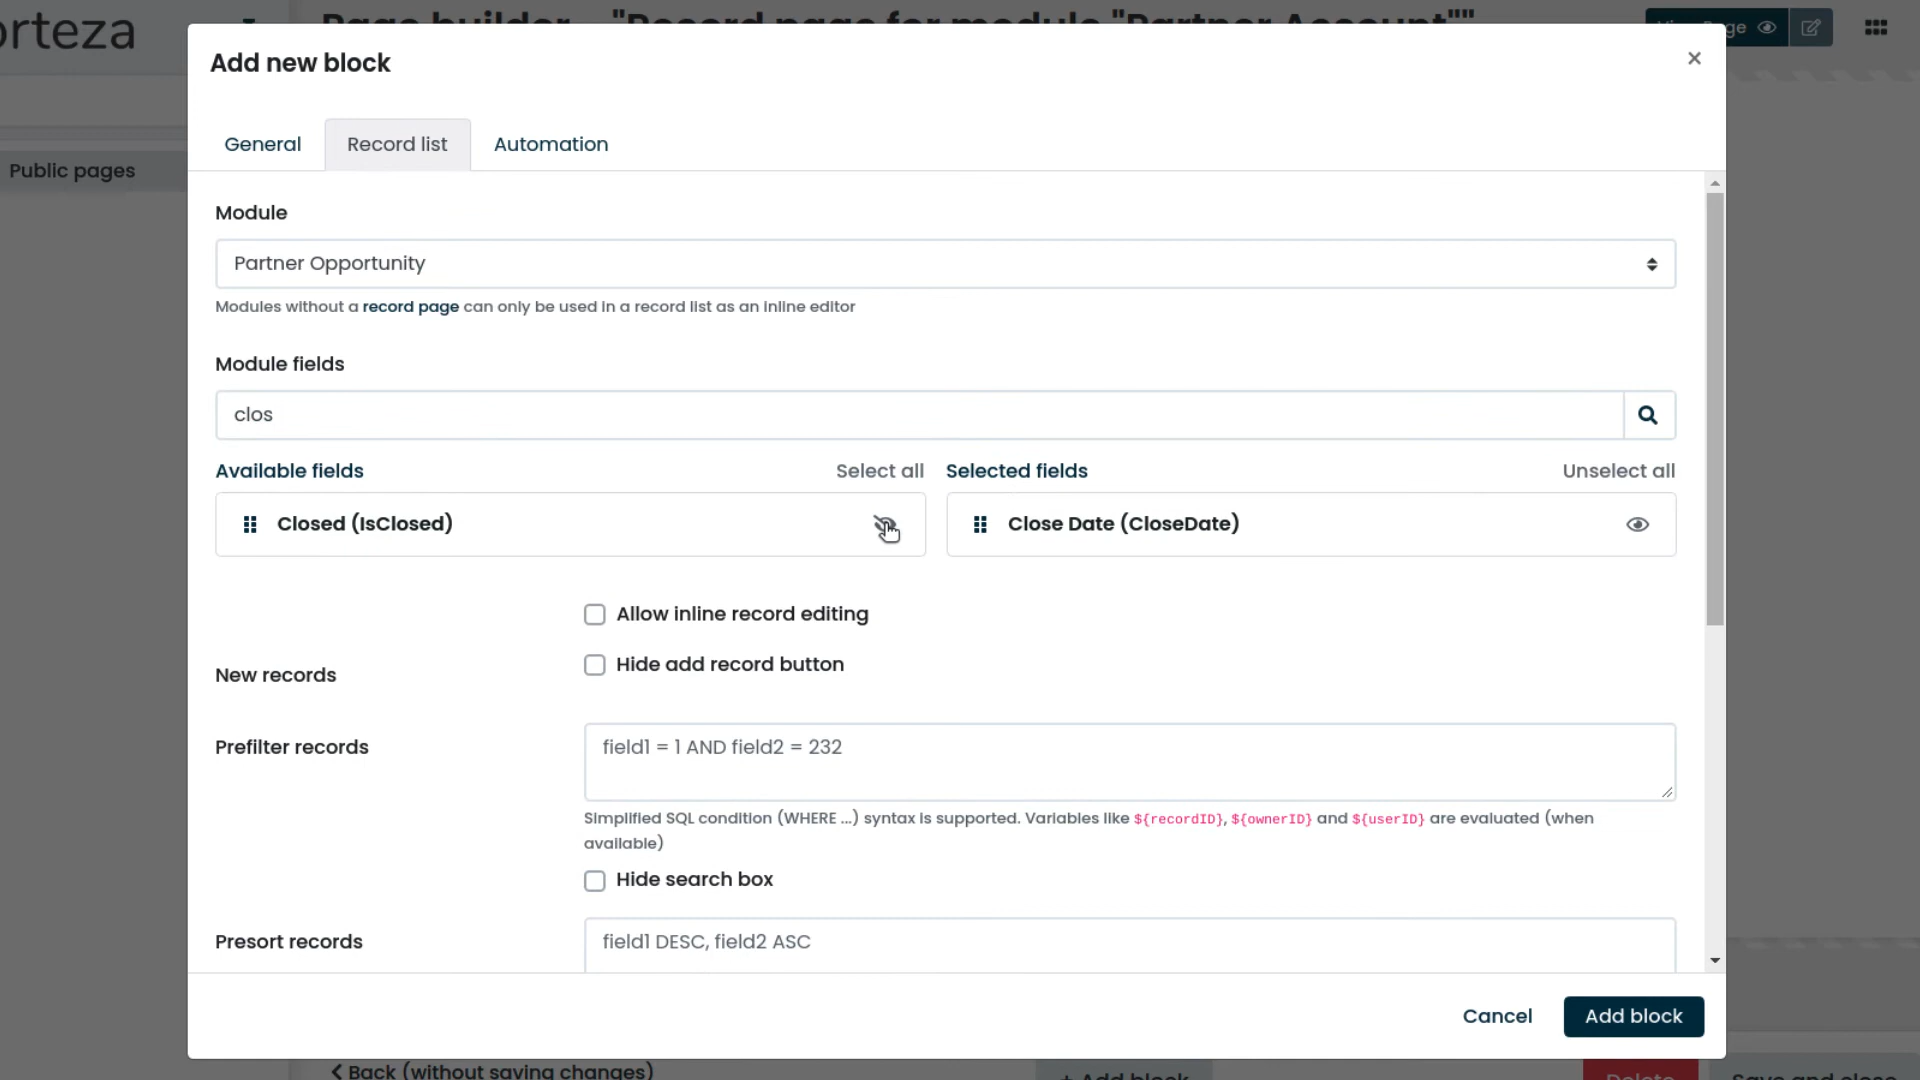 orteza
Page builder - "Record page for module "Partner Account""
Public pages
Add new block
×
General
Record list
Automation
Module
Partner Opportunity
Modules without a record page can only be used in a record list as an inline editor
Module fields
clos
Available fields
Select all
Selected fields
Unselect all
Closed (IsClosed)
Close Date (CloseDate)
Allow inline record editing
New records
Hide add record button
Prefilter records
field1 = 1 AND field2 = 232
Simplified SQL condition (WHERE ...) syntax is supported. Variables like ${recordID}, ${ownerID} and ${userID} are evaluated (when
available)
Hide search box
Presort records
field1 DESC, field2 ASC
Cancel
Add block
Back (without saving changes)
+ Add block
Delete
Save and close